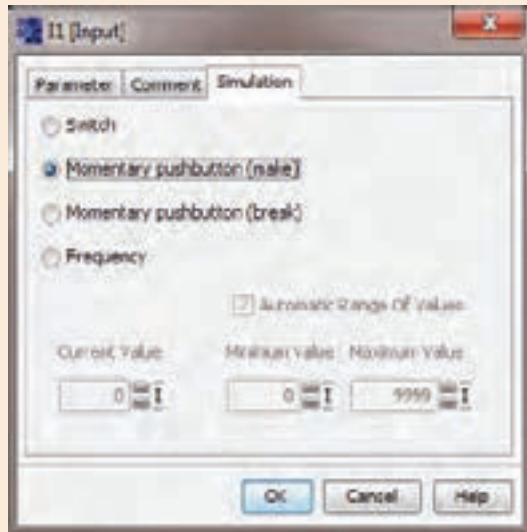 I1 [Input]
Parameter Comment Simulation
Switch
Momentary pushbutton (make)
Momentary pushbutton (break)
Frequency
Automatic Range Of Values
Current Value Minimum Value Maximum Value
0 0 9999
OK Cancel Help